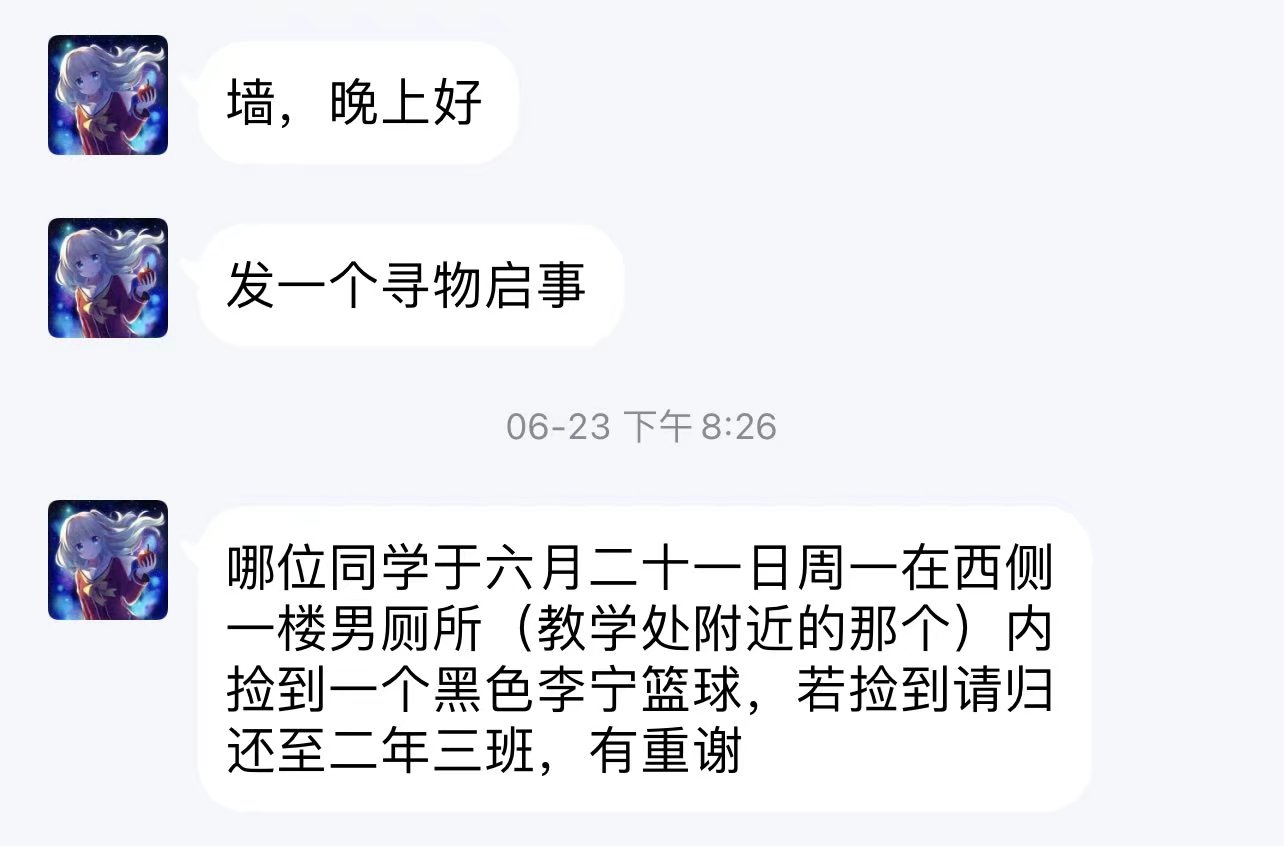 墙，晚上好
发一个寻物启事
06-23 下午8:26
哪位同学于六月二十一日周一在西侧
一楼男厕所（教学处附近的那个）内
捡到一个黑色李宁篮球，若捡到请归
还至二年三班，有重谢